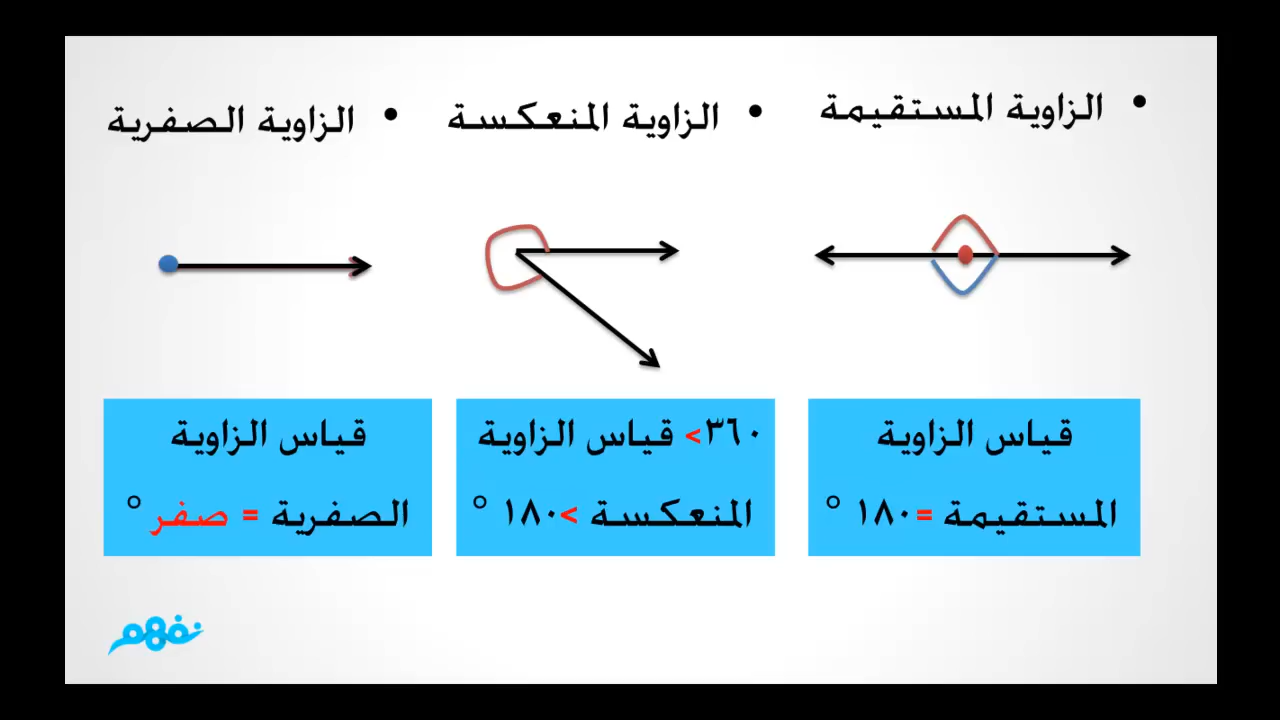 • الزاوية المستقيمة
• الزاوية المنعكسة
• الزاوية الصفرية
قياس الزاوية
المستقيمة =١٨٠ °
٣٦٠> قياس الزاوية
المنعكسة >١٨٠ °
قياس الزاوية
الصفرية = صفر °
نفهم